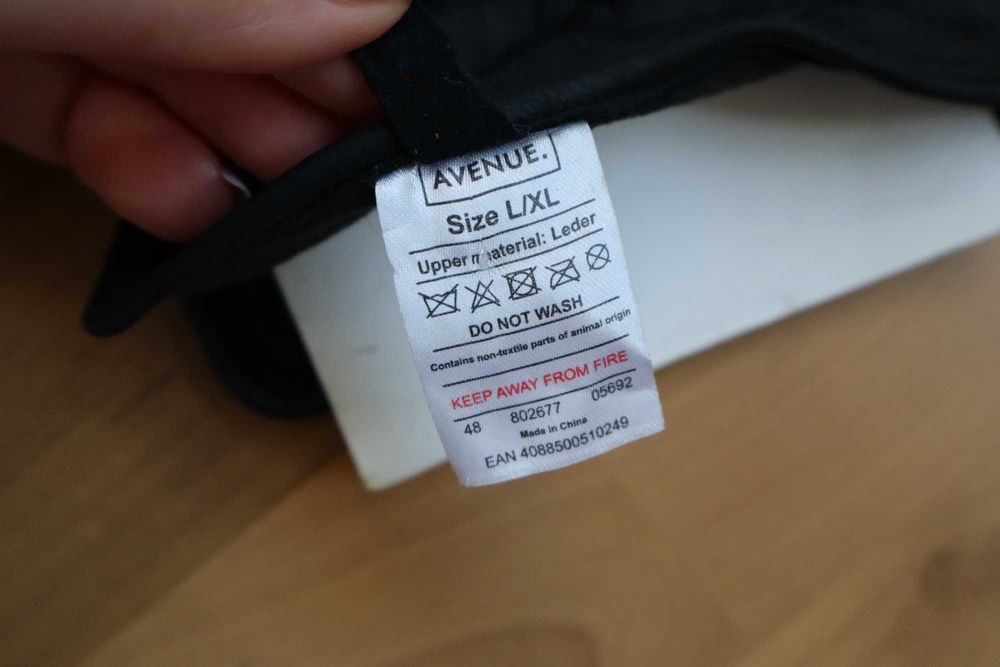 AVENUE.
Size L/XL
Upper material: Leder
DO NOT WASH
Contains non-textile parts of animal origin
KEEP AWAY FROM FIRE
48 802677 05692
Made in China
EAN 4088500510249